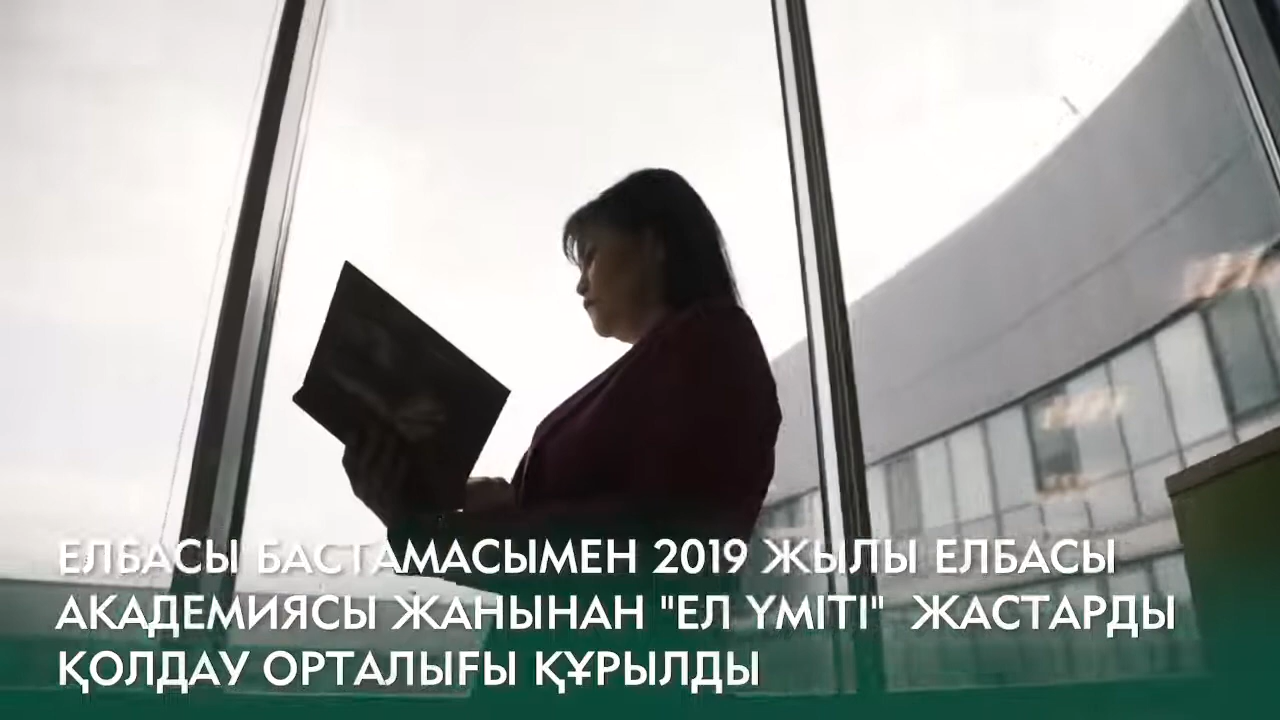 ЕЛБАСЫ БАСТАМАСЫМЕН 2019 ЖЫЛЫ ЕЛБАСЫ
АКАДЕМИЯСЫ ЖАНЫНАН "ЕЛ ҮМІТІ" ЖАСТАРДЫ
ҚОЛДАУ ОРТАЛЫҒЫ ҚҰРЫЛДЫ